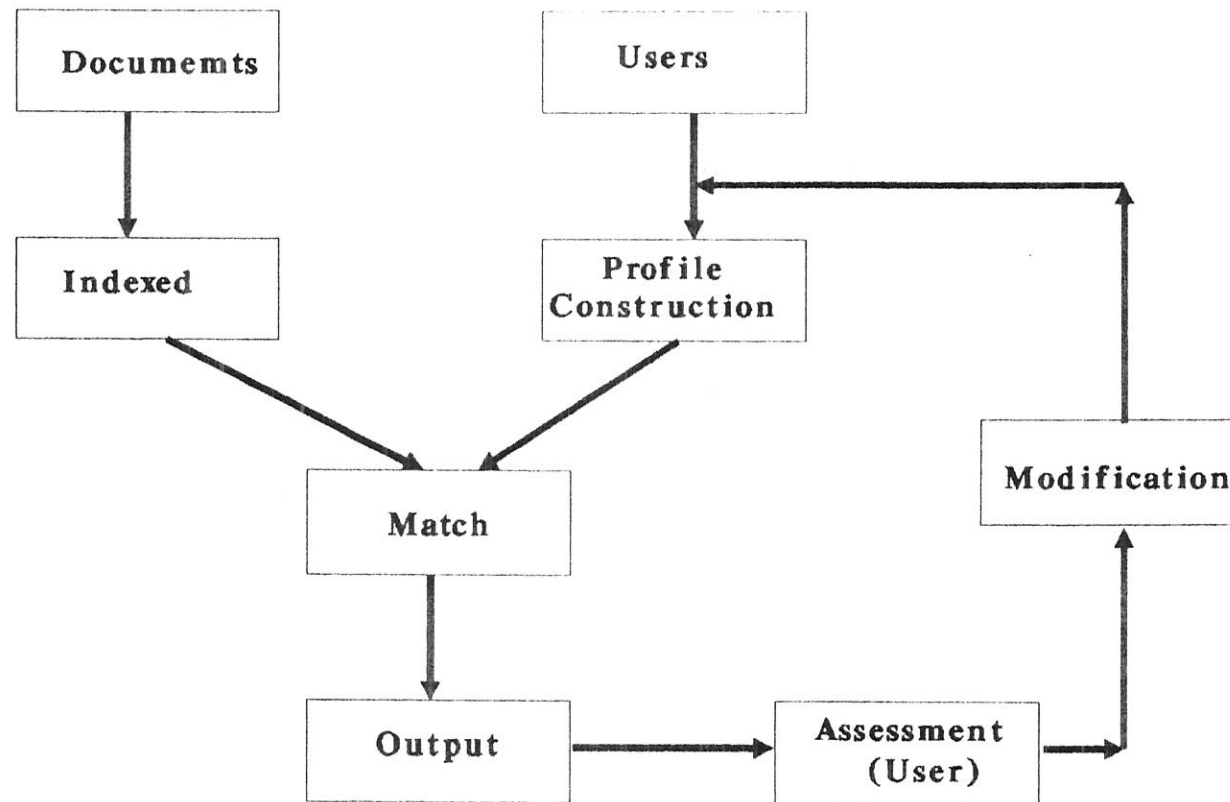 Documemts
Users
Indexed
Profile
Construction
Match
Modification
Output
Assessment
(User)